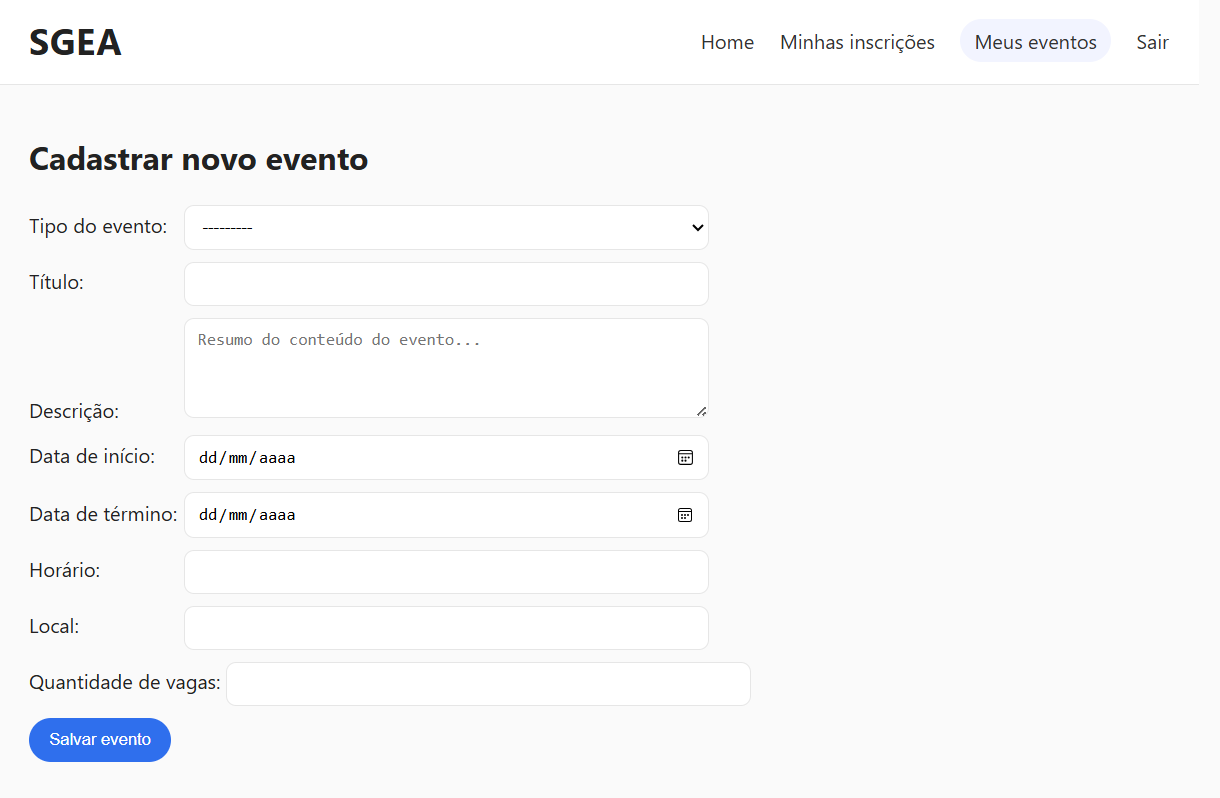 SGEA
Home Minhas inscrições Meus eventos Sair
Cadastrar novo evento
Tipo do evento: ---------
Título:
Resumo do conteúdo do evento...
Descrição:
Data de início: dd/mm/aaaa
Data de término: dd/mm/aaaa
Horário:
Local:
Quantidade de vagas:
Salvar evento